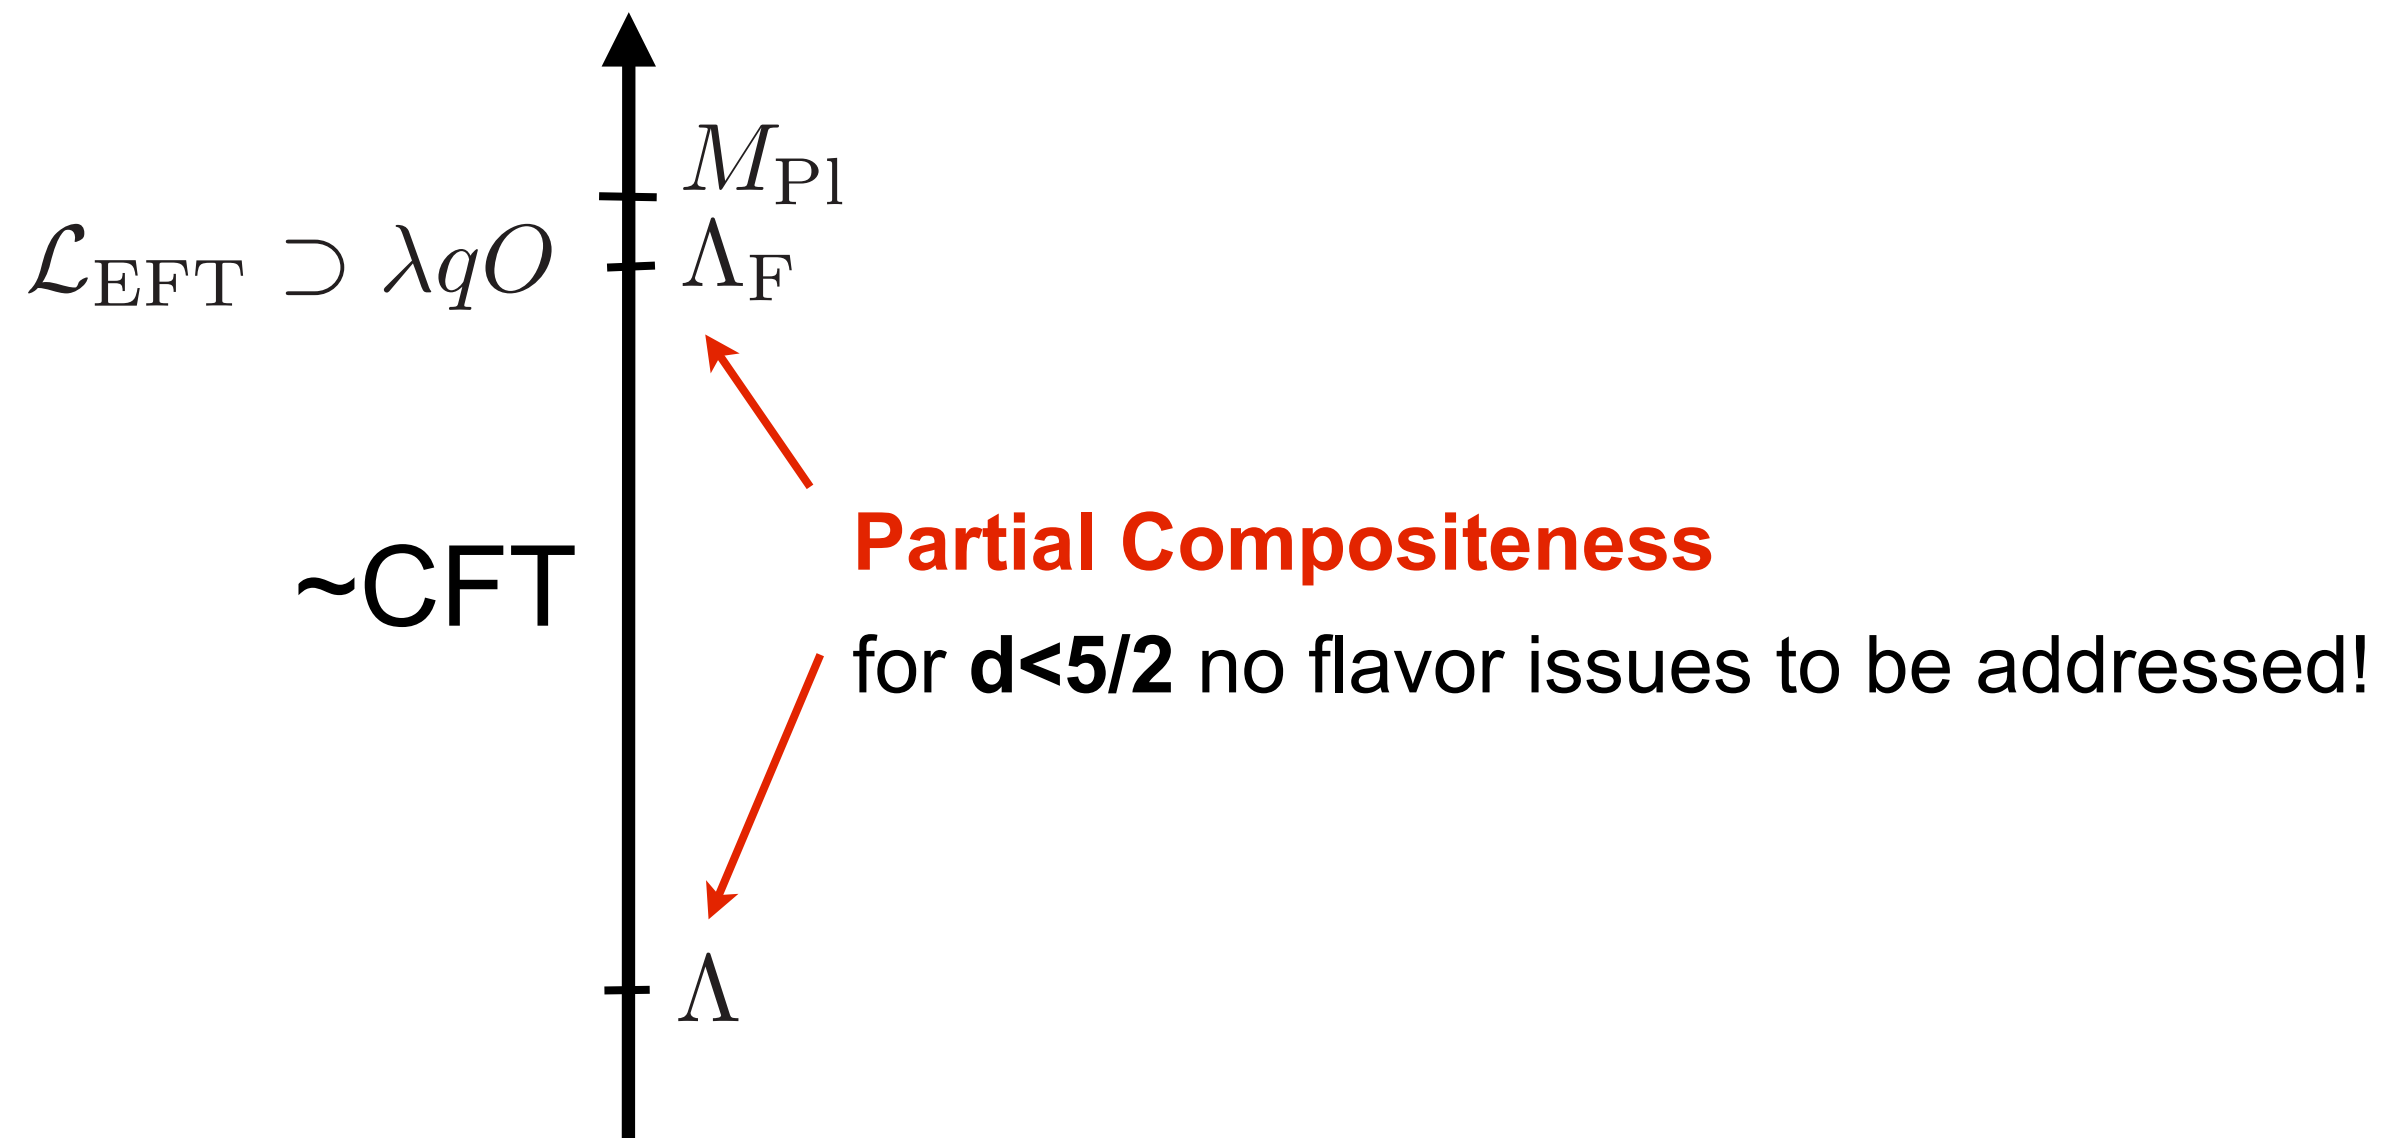 M_Pl
ℒ_EFT ⊃ λqO
Λ_F
Partial Compositeness
~CFT
for d<5/2 no flavor issues to be addressed!
Λ